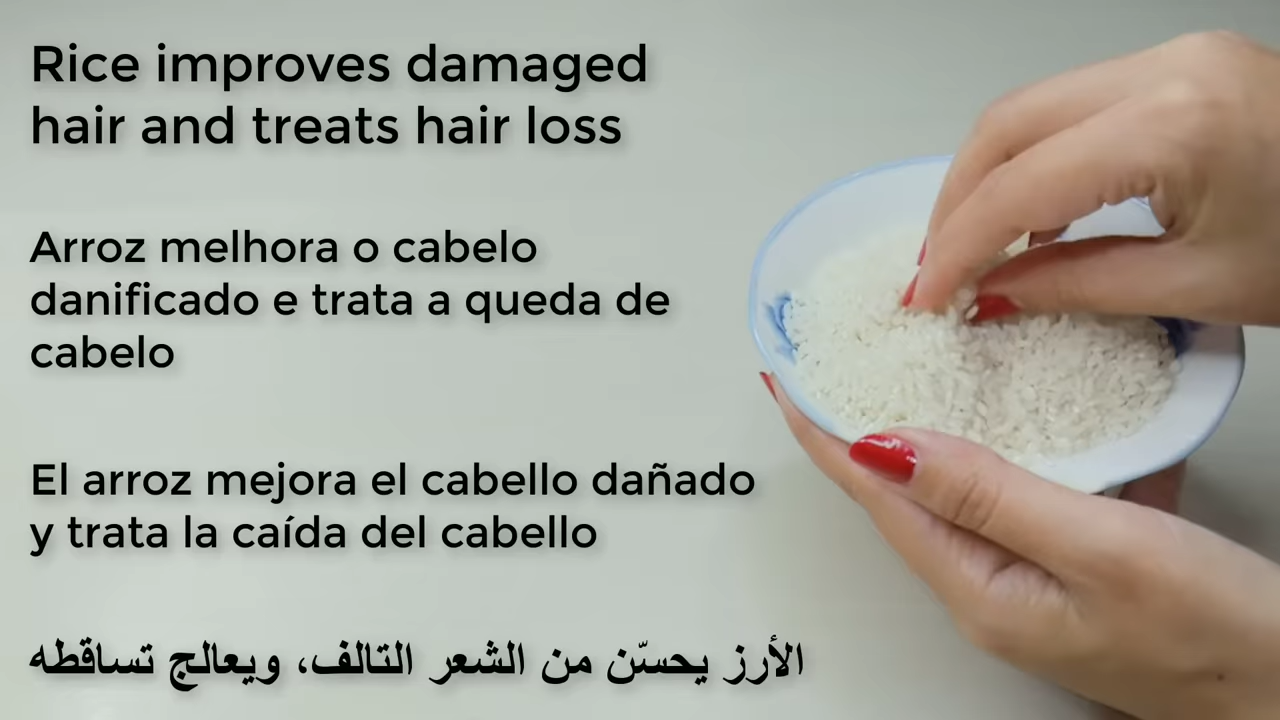 Rice improves damaged
hair and treats hair loss
Arroz melhora o cabelo
danificado e trata a queda de
cabelo
El arroz mejora el cabello dañado
y trata la caída del cabello
الأرز يحسّن من الشعر التالف، ويعالج تساقطه